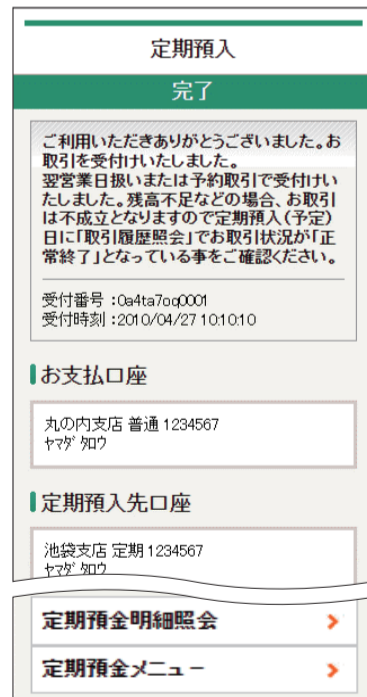 定期預入
完了
ご利用いただきありがとうございました。お
取引を受付けいたしました。
翌営業日扱いまたは予約取引で受付けい
たしました。残高不足などの場合、お取引
は不成立となりますので定期預入(予定)
日に「取引履歴照会」でお取引状況が「正
常終了」となっている事をご確認ください。
受付番号:0a4ta7oq0001
受付時刻:2010/04/27 10:10:10
お支払口座
丸の内支店 普通 1234567
ヤマダ タロウ
定期預入先口座
池袋支店 定期 1234567
ヤマダ タロウ
定期預金明細照会
定期預金メニュー